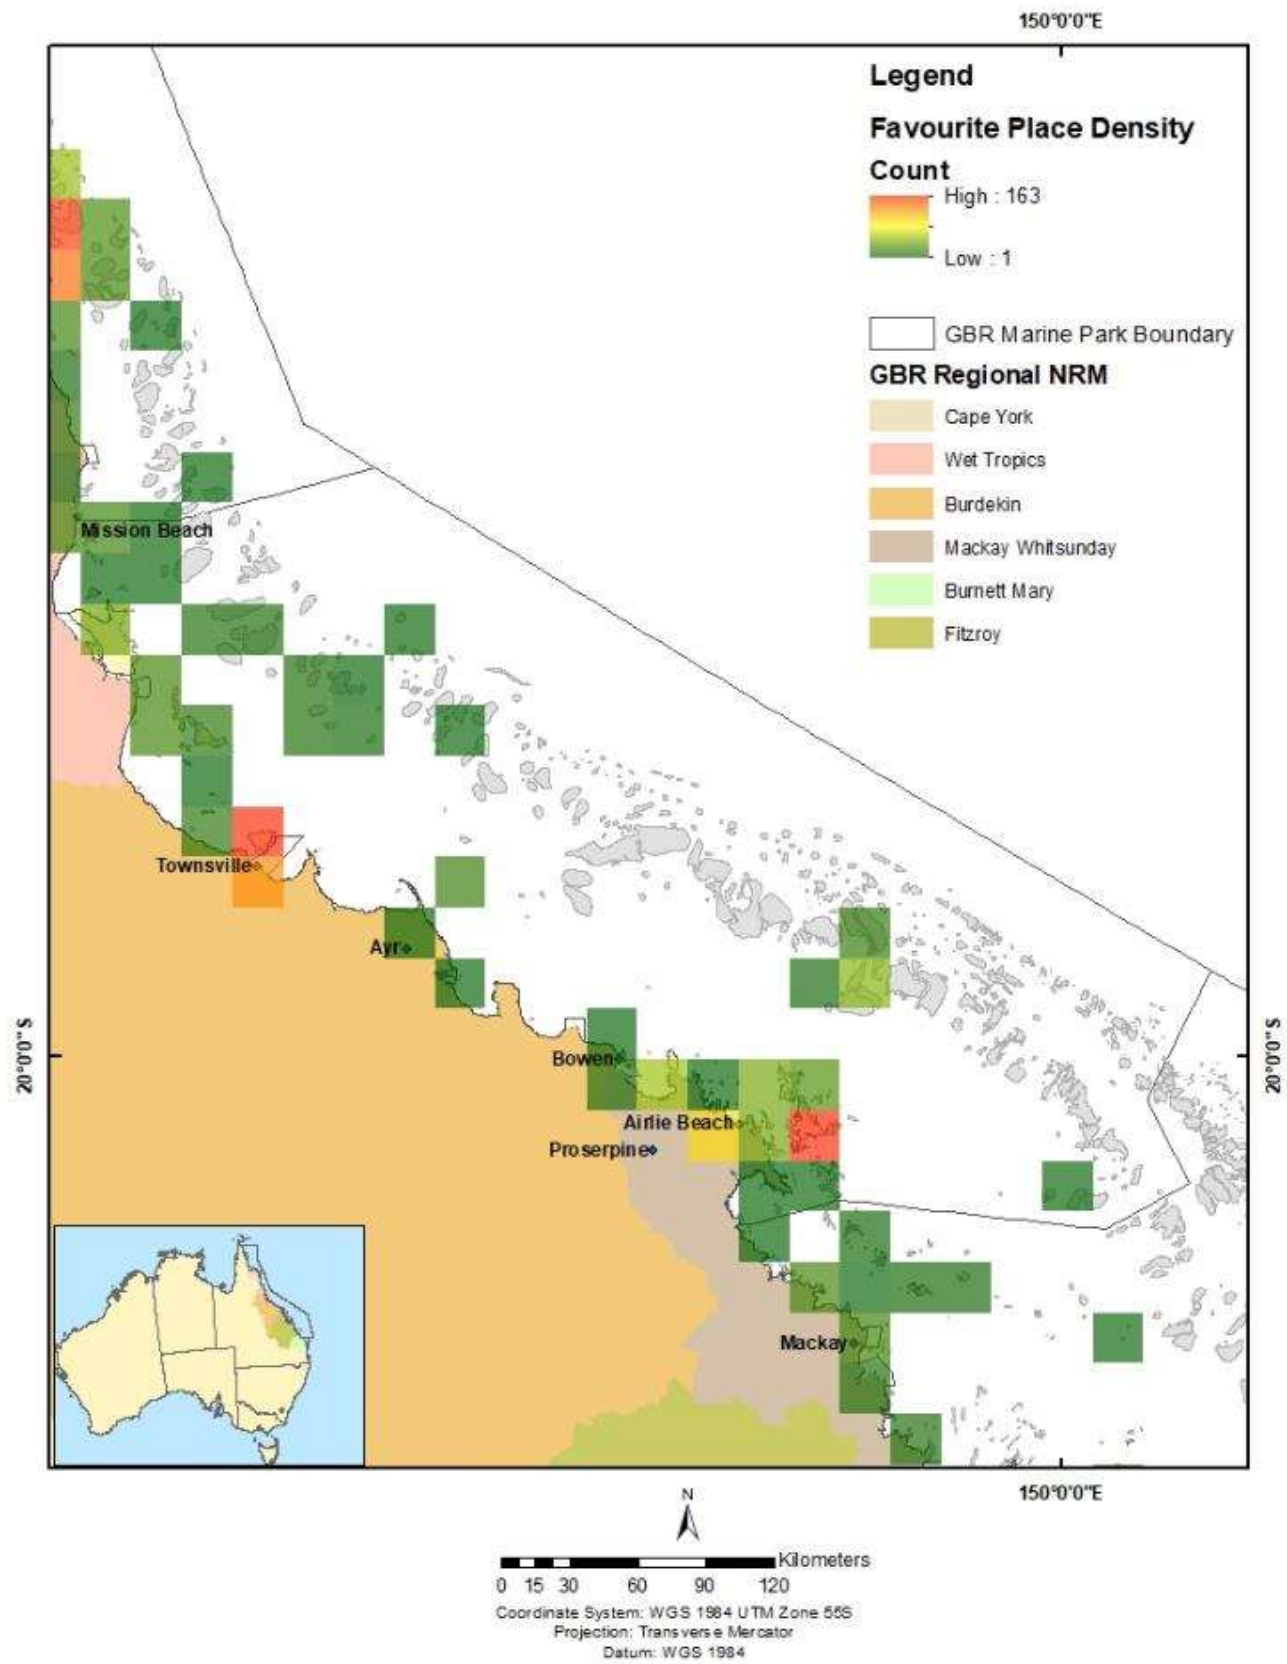 150°0'0"E
Legend
Favourite Place Density
Count
High : 163
Low : 1
GBR Marine Park Boundary
GBR Regional NRM
Cape York
Wet Tropics
Burdekin
Mackay Whitsunday
Burnett Mary
Fitzroy
Mission Beach
Townsville
Ayr
20°0'0"S
20°0'0"S
Bowen
Airlie Beach
Proserpine
Mackay
150°0'0"E
N
Kilometers
0 15 30 60 90 120
Coordinate System: WGS 1984 UTM Zone 55S
Projection: Transverse Mercator
Datum: WGS 1984